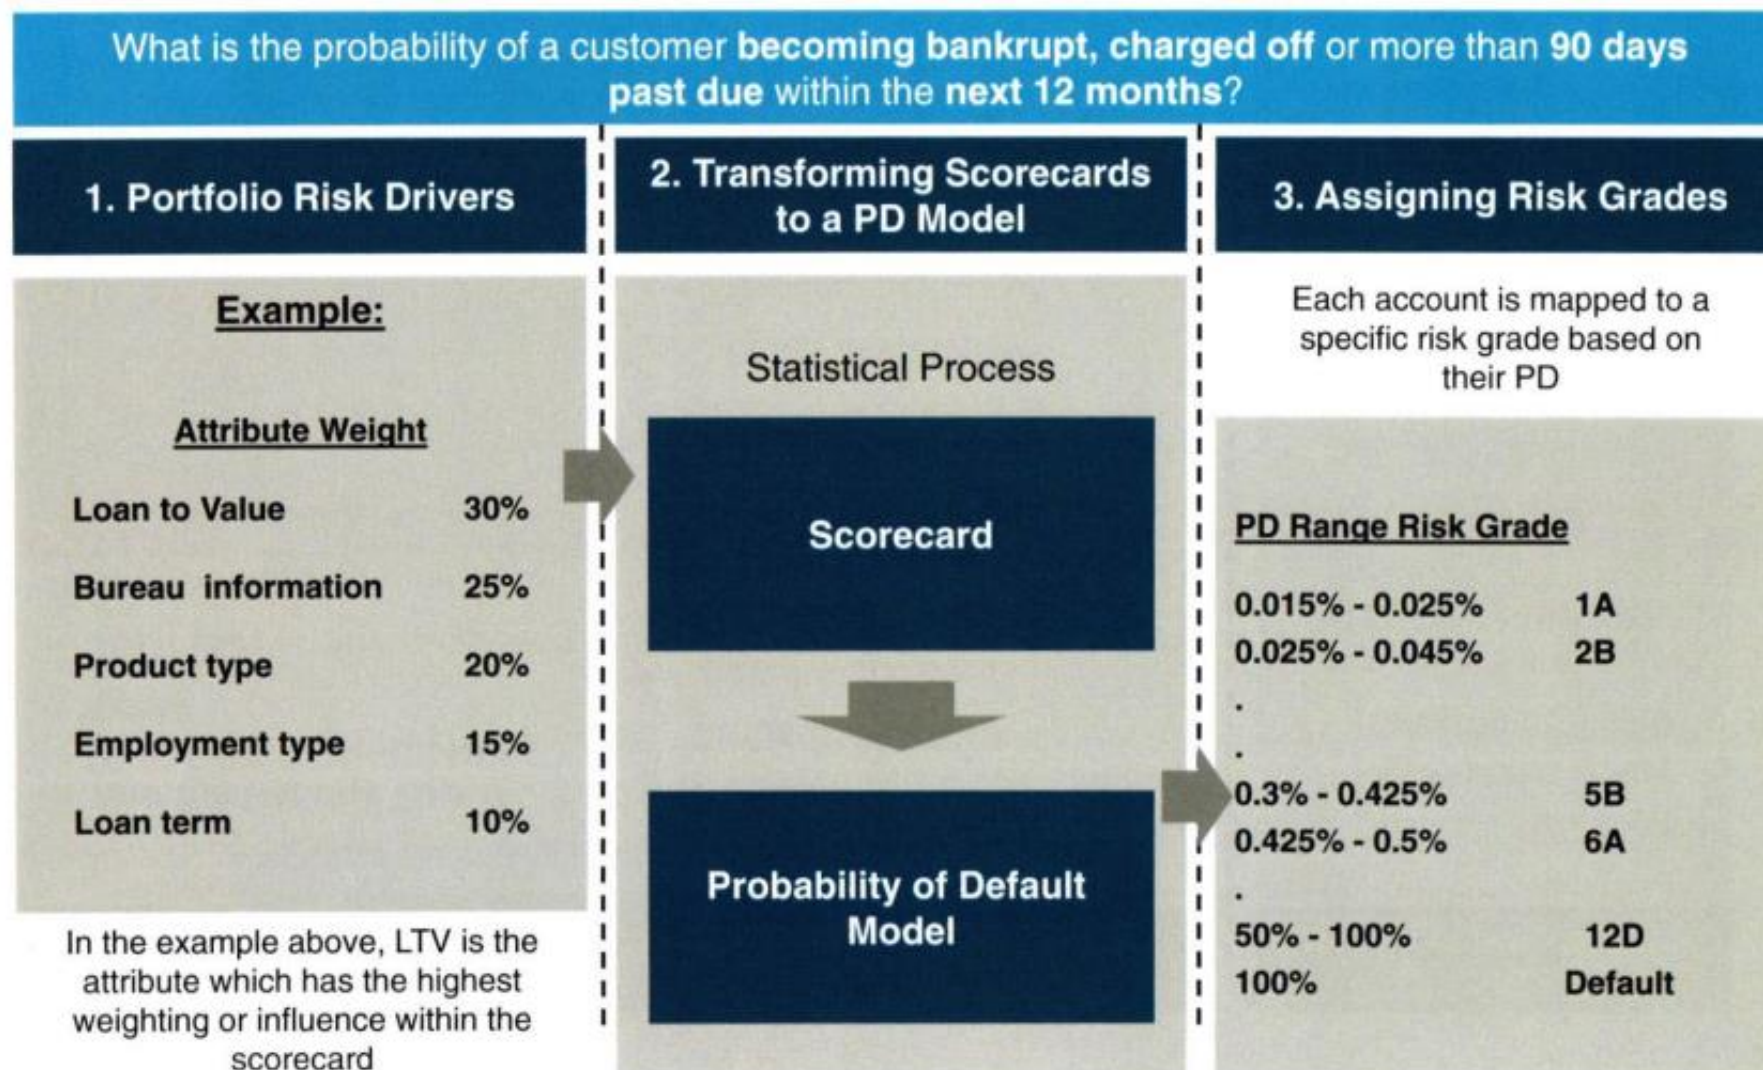 What is the probability of a customer becoming bankrupt, charged off or more than 90 days
past due within the next 12 months?
1. Portfolio Risk Drivers
Example:
Attribute Weight
Loan to Value 30%
Bureau information 25%
Product type 20%
Employment type 15%
Loan term 10%
In the example above, LTV is the
attribute which has the highest
weighting or influence within the
scorecard
2. Transforming Scorecards
to a PD Model
Statistical Process
Scorecard
Probability of Default
Model
3. Assigning Risk Grades
Each account is mapped to a
specific risk grade based on
their PD
PD Range Risk Grade
0.015% - 0.025% 1A
0.025% - 0.045% 2B
.
.
0.3% - 0.425% 5B
0.425% - 0.5% 6A
.
50% - 100% 12D
100% Default